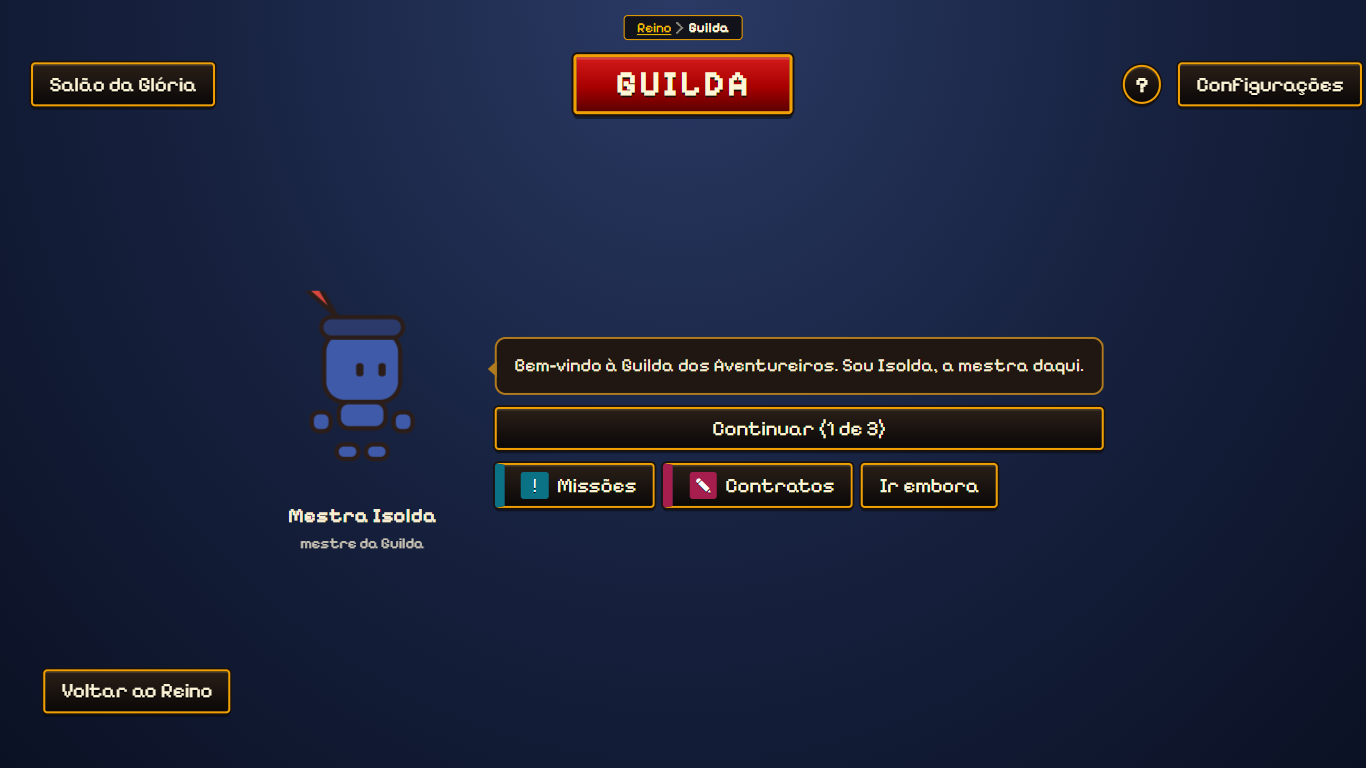 Reino > Guilda
Salão da Glória
GUILDA
?
Configurações
Bem-vindo à Guilda dos Aventureiros. Sou Isolda, a mestra daqui.
Continuar (1 de 3)
! Missões
Contratos
Ir embora
Mestra Isolda
mestre da Guilda
Voltar ao Reino